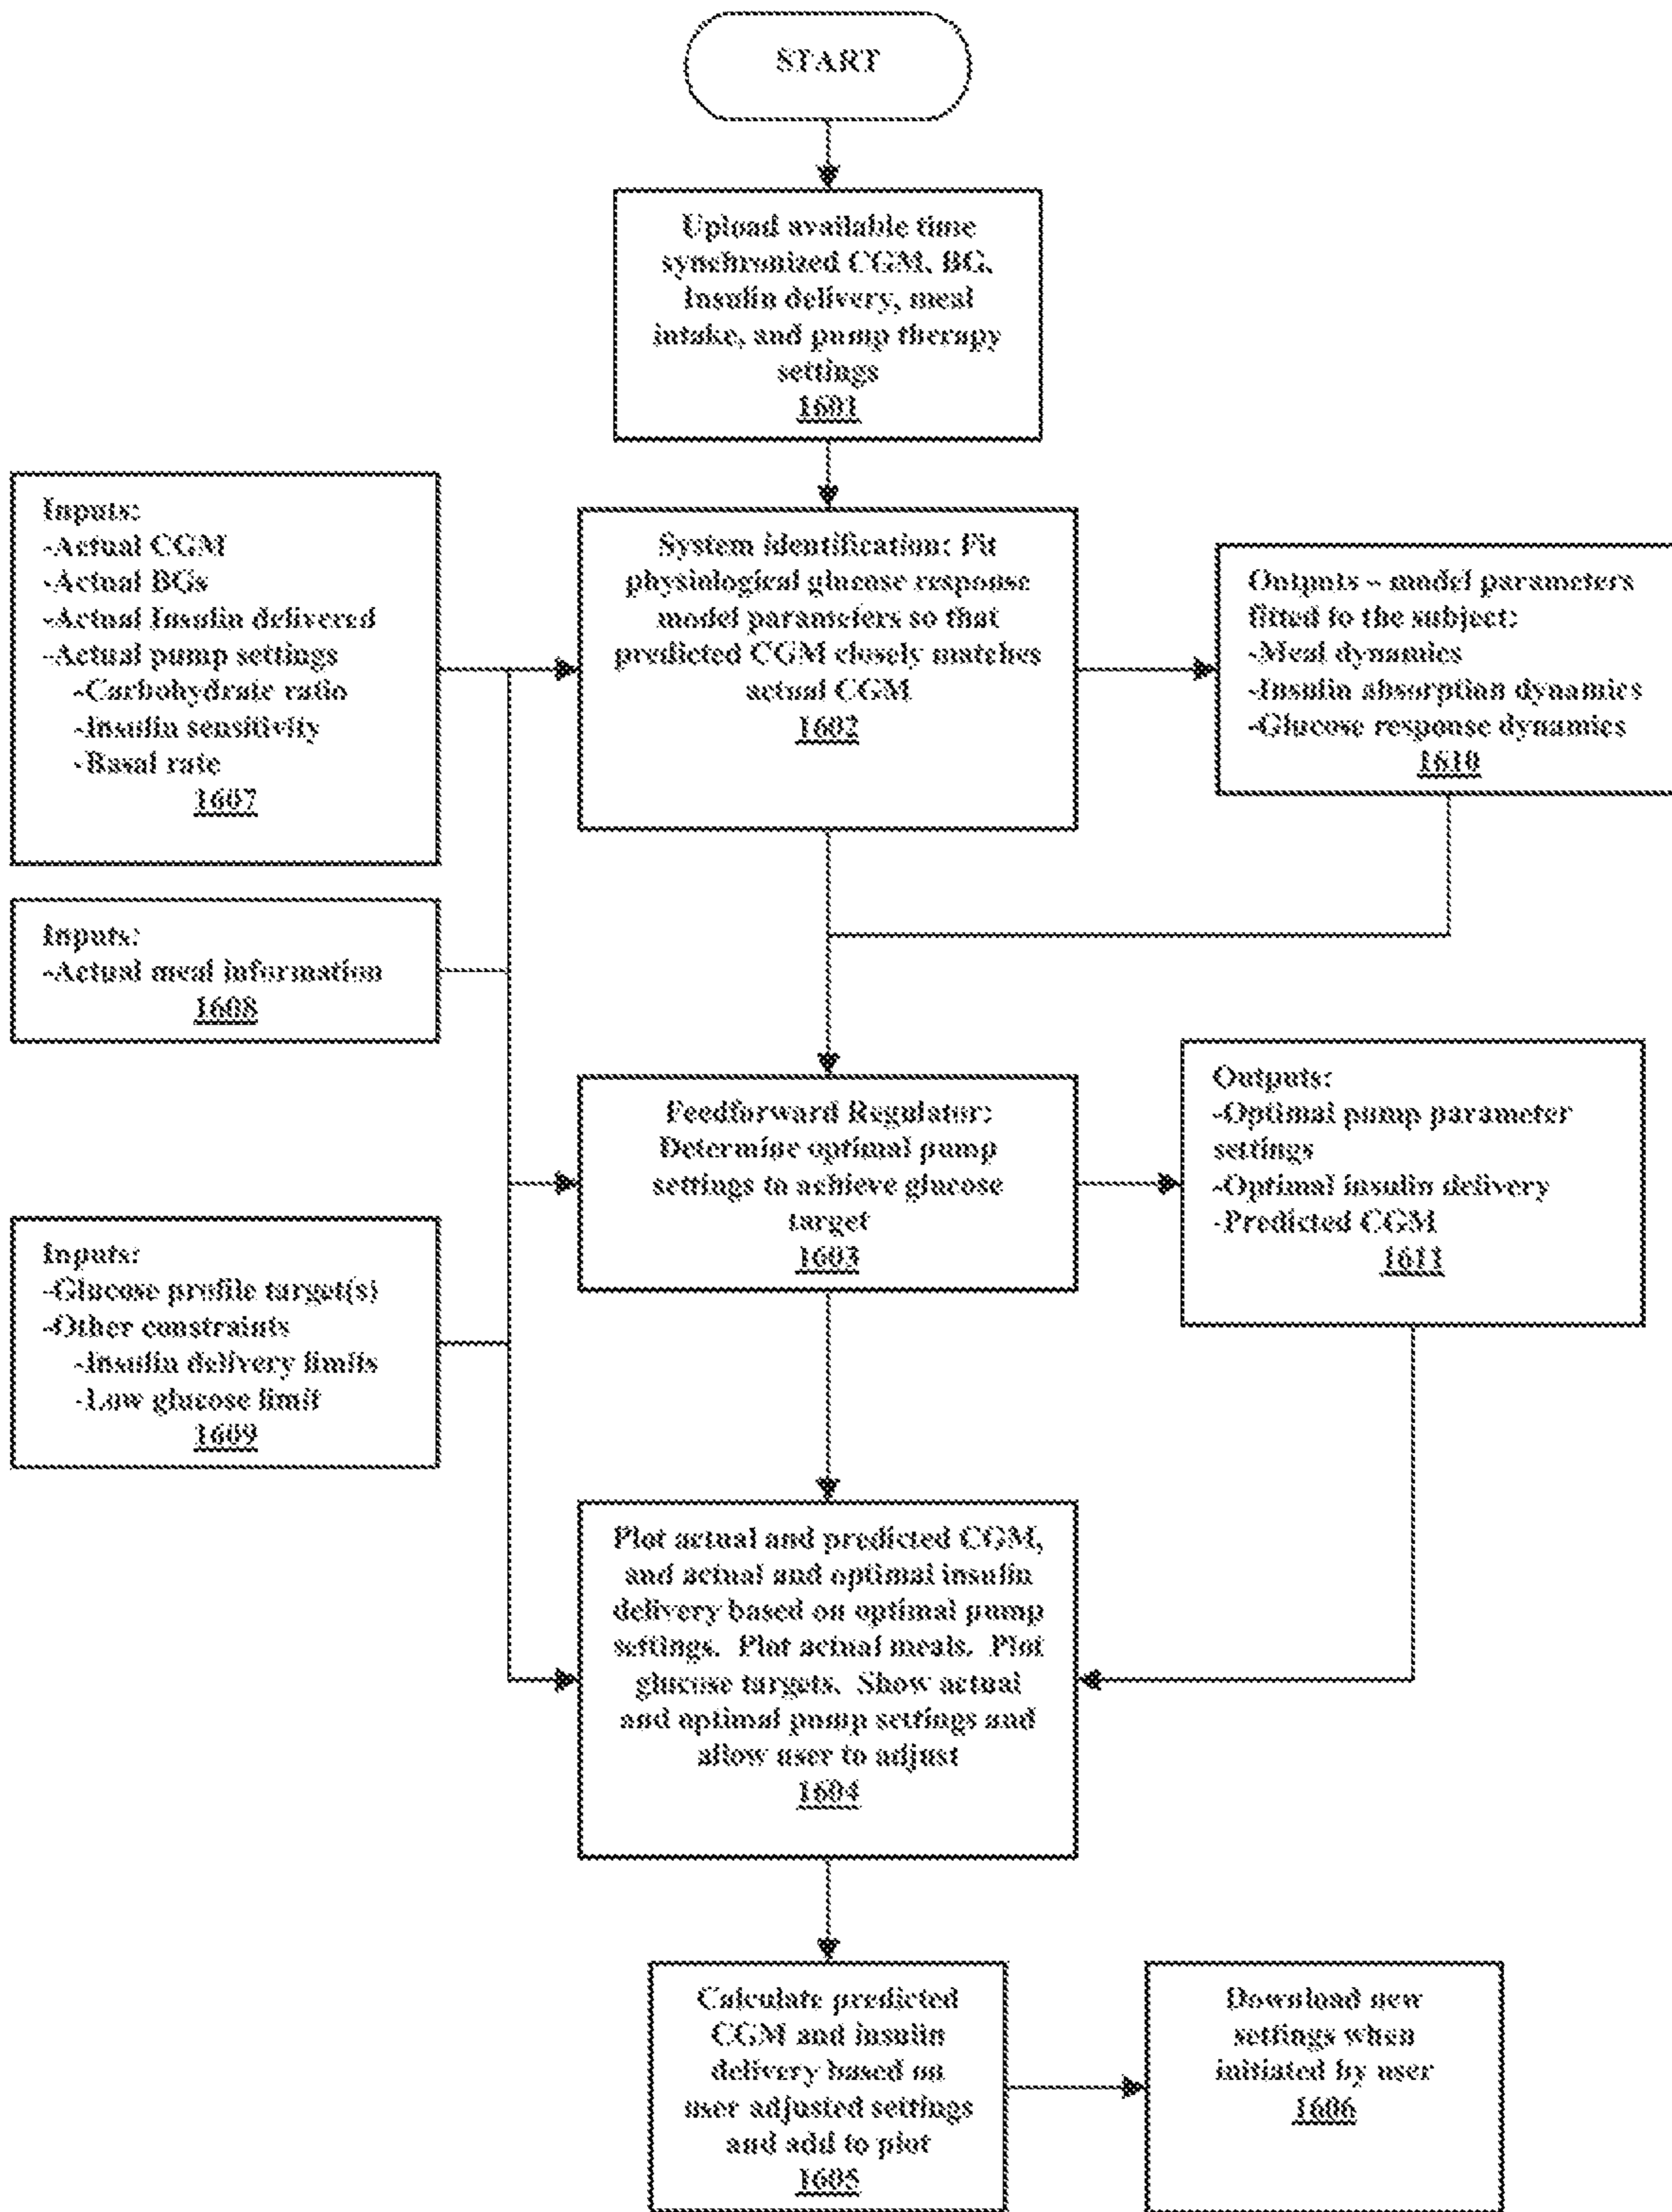 START
Upload available time
synchronized CGM, BG,
Insulin delivery, meal
intake, and pump therapy
settings
1601
Inputs:
-Actual CGM
-Actual BGs
-Actual Insulin delivered
-Actual pump settings
-Carbohydrate ratio
-Insulin sensitivity
-Basal rate
1607
System identification: Fit
physiological glucose response
model parameters so that
predicted CGM closely matches
actual CGM
1602
Outputs – model parameters
fitted to the subject:
-Meal dynamics
-Insulin absorption dynamics
-Glucose response dynamics
1610
Inputs:
-Actual meal information
1608
Feedforward Regulator:
Determine optimal pump
settings to achieve glucose
target
1603
Outputs:
-Optimal pump parameter
settings
-Optimal insulin delivery
-Predicted CGM
1611
Inputs:
-Glucose profile target(s)
-Other constraints
-Insulin delivery limits
-Low glucose limit
1609
Plot actual and predicted CGM,
and actual and optimal insulin
delivery based on optimal pump
settings. Plot actual meals. Plot
glucose targets. Show actual
and optimal pump settings and
allow user to adjust
1604
Calculate predicted
CGM and insulin
delivery based on
user adjusted settings
and add to plot
1605
Download new
settings when
initiated by user
1606